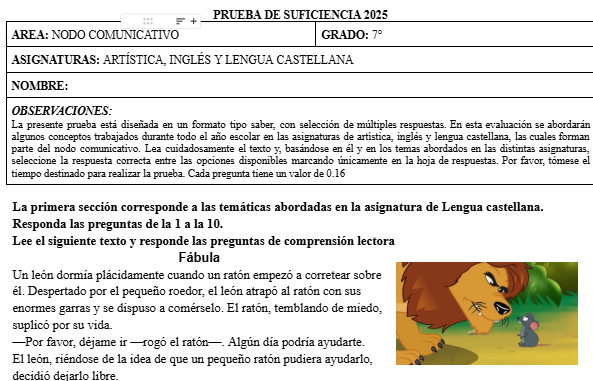 PRUEBA DE SUFICIENCIA 2025
AREA: NODO COMUNICATIVO
GRADO: 7°
ASIGNATURAS: ARTÍSTICA, INGLÉS Y LENGUA CASTELLANA
NOMBRE:
OBSERVACIONES:
La presente prueba está diseñada en un formato tipo saber, con selección de múltiples respuestas. En esta evaluación se abordarán
algunos conceptos trabajados durante todo el año escolar en las asignaturas de artística, inglés y lengua castellana, las cuales forman
parte del nodo comunicativo. Lea cuidadosamente el texto y, basándose en él y en los temas abordados en las distintas asignaturas,
seleccione la respuesta correcta entre las opciones disponibles marcando únicamente en la hoja de respuestas. Por favor, tómese el
tiempo destinado para realizar la prueba. Cada pregunta tiene un valor de 0.16
La primera sección corresponde a las temáticas abordadas en la asignatura de Lengua castellana.
Responda las preguntas de la 1 a la 10.
Lee el siguiente texto y responde las preguntas de comprensión lectora
Fábula
Un león dormía plácidamente cuando un ratón empezó a corretear sobre
él. Despertado por el pequeño roedor, el león atrapó al ratón con sus
enormes garras y se dispuso a comérselo. El ratón, temblando de miedo,
suplicó por su vida.
—Por favor, déjame ir —rogó el ratón—. Algún día podría ayudarte.
El león, riéndose de la idea de que un pequeño ratón pudiera ayudarlo,
decidió dejarlo libre.